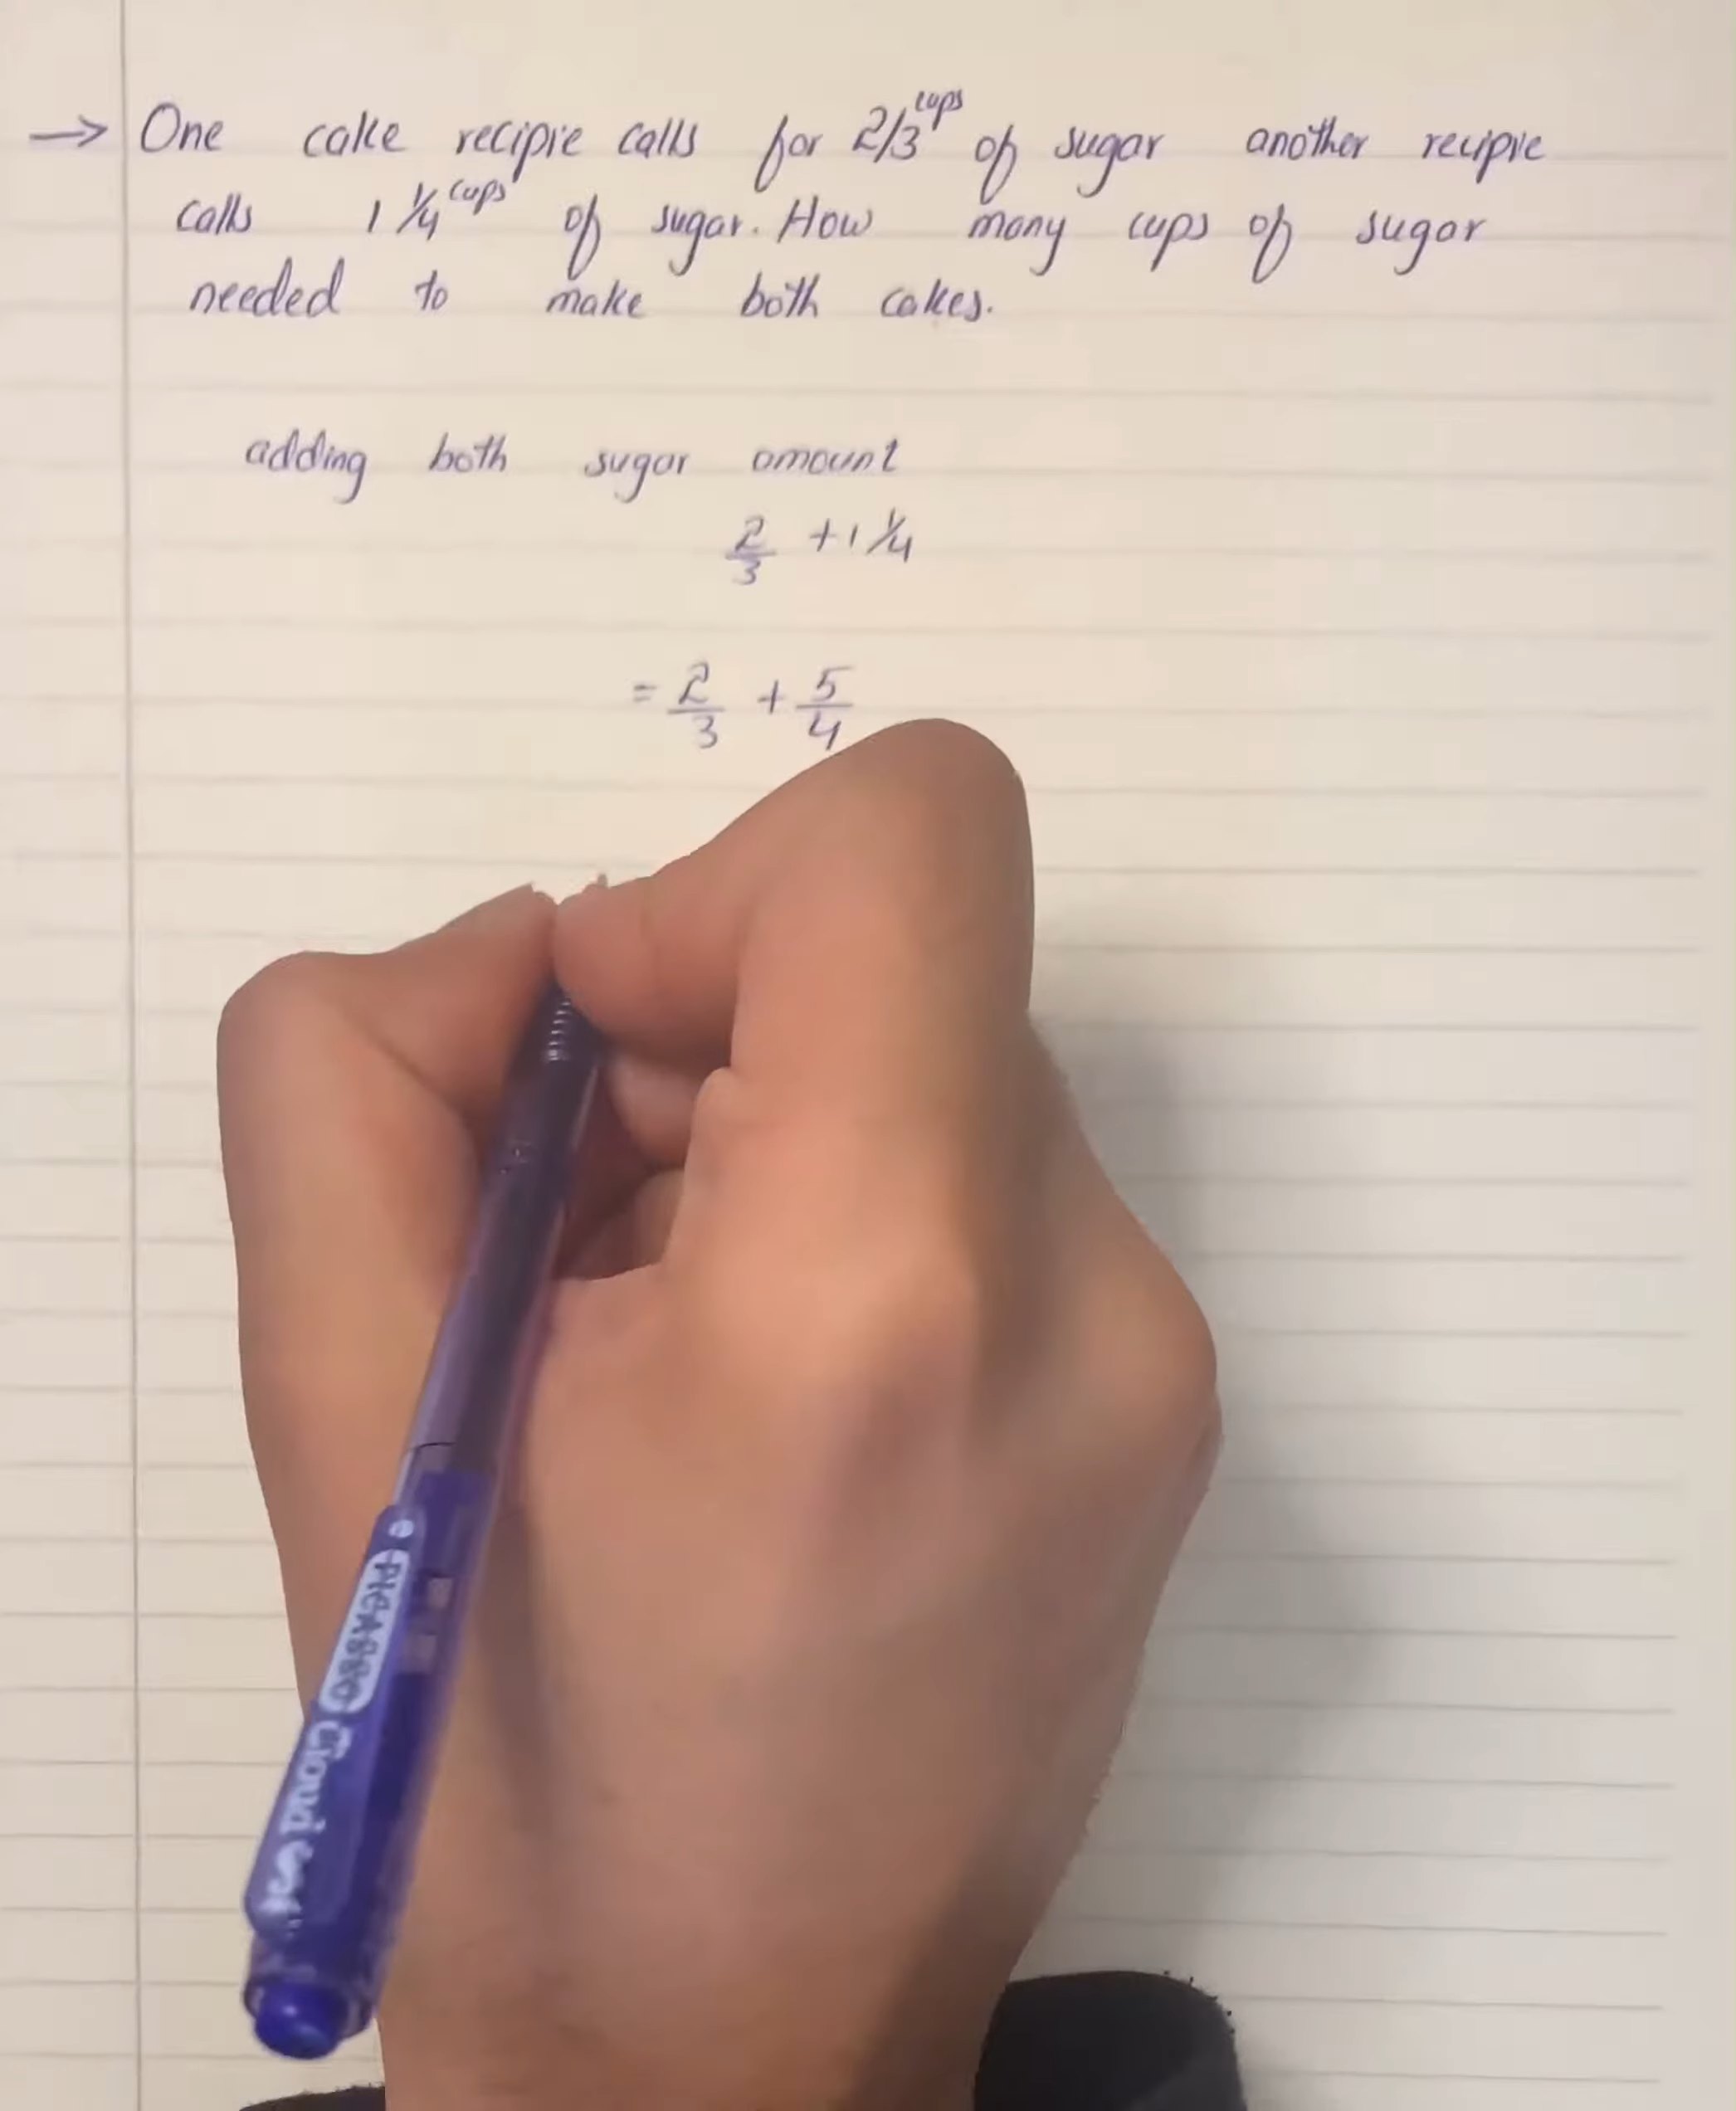 → One cake recipie calls for 2/3 cups of sugar another recipie
calls 1 1/4 cups of sugar. How many cups of sugar
needed to make both cakes.
adding both sugar amount
2/3 + 1 1/4
= 2/3 + 5/4
PICASSO Cloud